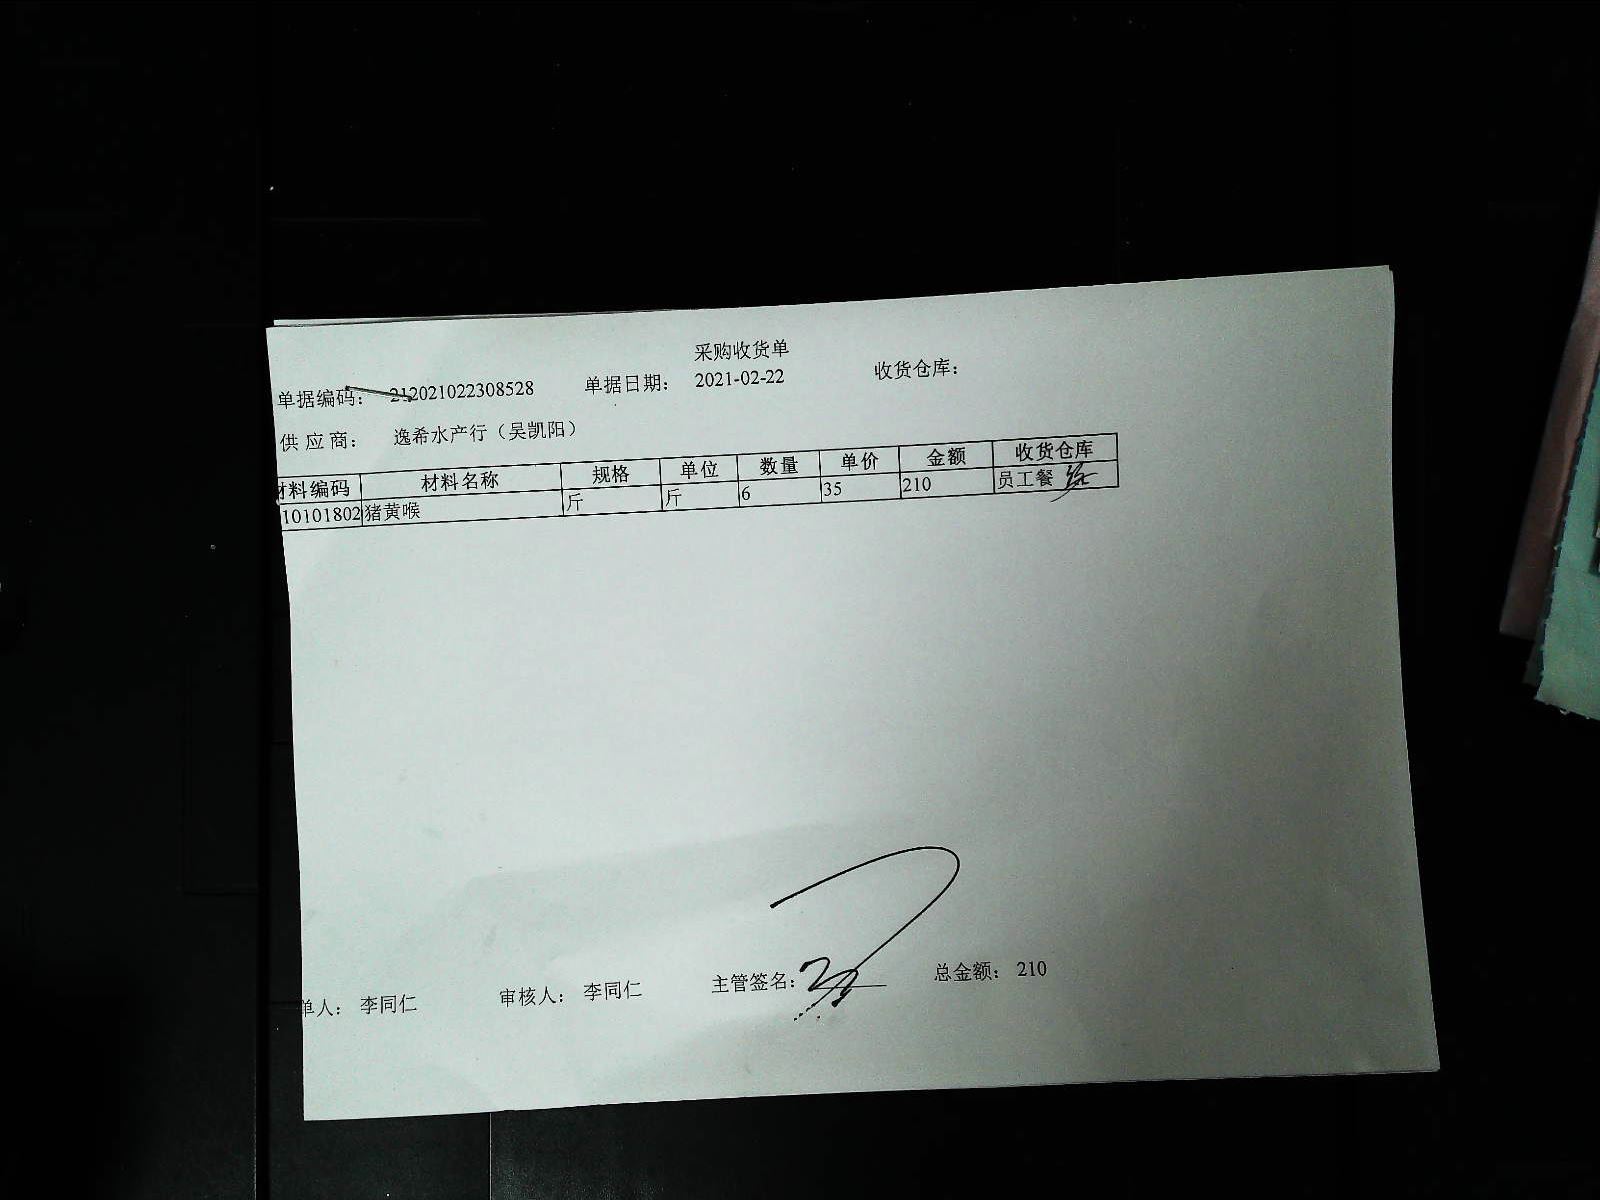 采购收货单
单据编码： 212021022308528 单据日期： 2021-02-22 收货仓库：
供 应 商： 逸希水产行（吴凯阳）
材料编码 材料名称 规格 单位 数量 单价 金额 收货仓库
10101802 猪黄喉 斤 斤 6 35 210 员工餐
单人： 李同仁 审核人： 李同仁 主管签名： 总金额： 210